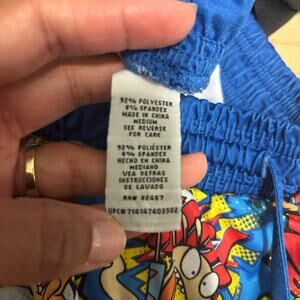 92% POLYESTER
8% SPANDEX
MADE IN CHINA
MEDIUM
SEE REVERSE
FOR CARE
92% POLIÉSTER
8% SPANDEX
HECHO EN CHINA
MEDIANO
VEA DETRAS
INSTRUCCIONES
DE LAVADO
RN# 82457
UPC# 716147403302